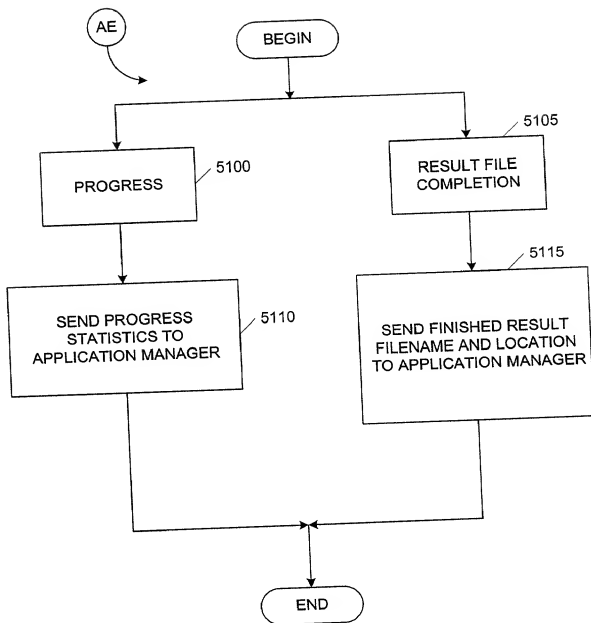 AE
BEGIN
5100
PROGRESS
5105
RESULT FILE
COMPLETION
5110
SEND PROGRESS
STATISTICS TO
APPLICATION MANAGER
5115
SEND FINISHED RESULT
FILENAME AND LOCATION
TO APPLICATION MANAGER
END